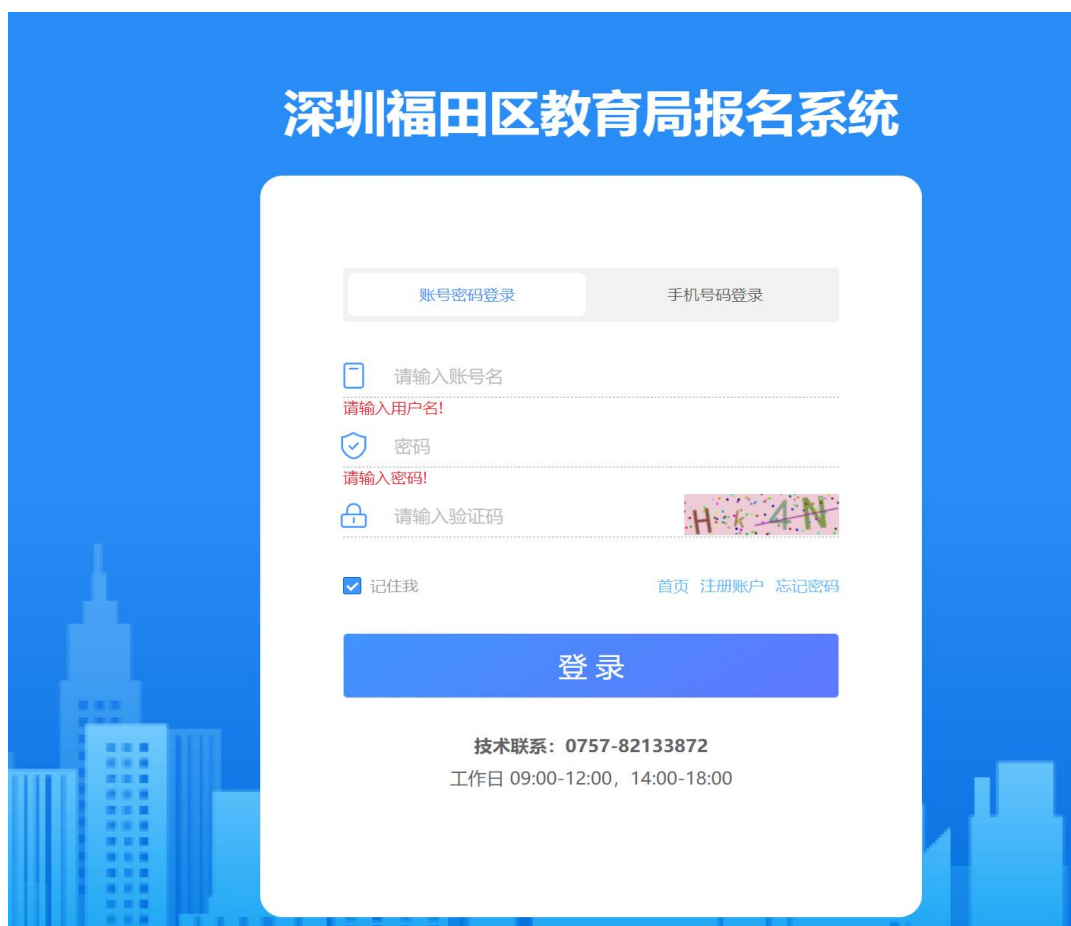 深圳福田区教育局报名系统
账号密码登录 手机号码登录
请输入账号名
请输入用户名!
密码
请输入密码!
请输入验证码 H k 4 N
记住我 首页 注册账户 忘记密码
登 录
技术联系：0757-82133872
工作日 09:00-12:00，14:00-18:00